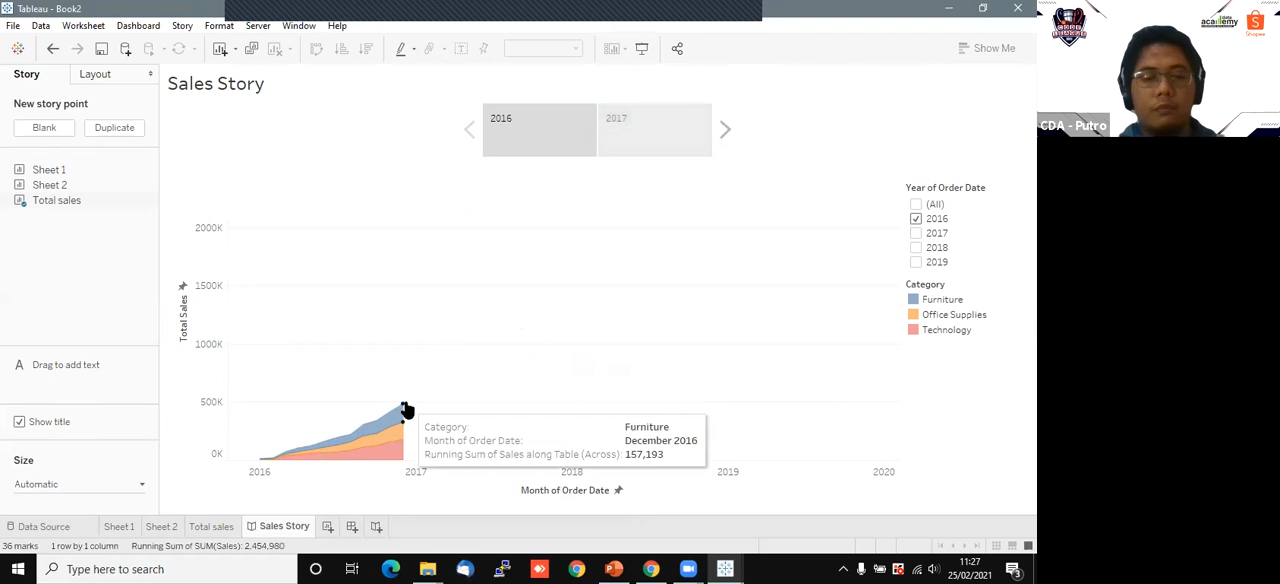 Tableau - Book2
File Data Worksheet Dashboard Story Format Server Window Help
Show Me
Story Layout
New story point
Blank Duplicate
Sheet 1
Sheet 2
Total sales
A Drag to add text
Show title
Size
Automatic
Sales Story
2016 2017
Year of Order Date
(All)
2016
2017
2018
2019
Category
Furniture
Office Supplies
Technology
Total Sales
2000K
1500K
1000K
500K
0K
Category: Furniture
Month of Order Date: December 2016
Running Sum of Sales along Table (Across): 157,193
2016 2017 2018 2019 2020
Month of Order Date
Data Source Sheet 1 Sheet 2 Total sales Sales Story
36 marks 1 row by 1 column Running Sum of SUM(Sales): 2,454,980
Type here to search
11:27
25/02/2021
3
CDA - Putro
data academy
Shopee